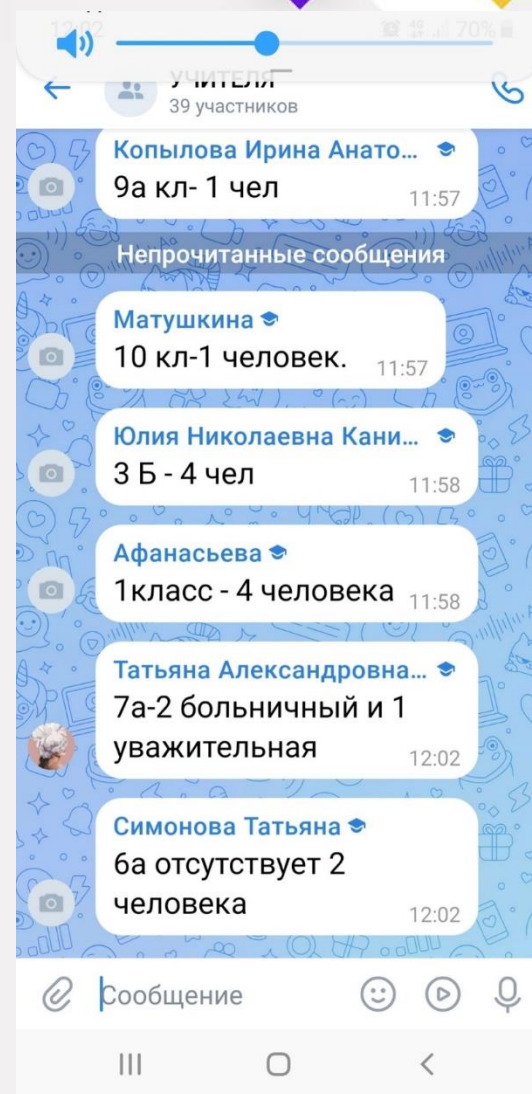 12:02
70%
УЧИТЕЛЯ
39 участников
Копылова Ирина Анато...
9а кл- 1 чел
11:57
Непрочитанные сообщения
Матушкина
10 кл-1 человек.
11:57
Юлия Николаевна Кани...
3 Б - 4 чел
11:58
Афанасьева
1класс - 4 человека
11:58
Татьяна Александровна...
7а-2 больничный и 1
уважительная
12:02
Симонова Татьяна
6а отсутствует 2
человека
12:02
Сообщение